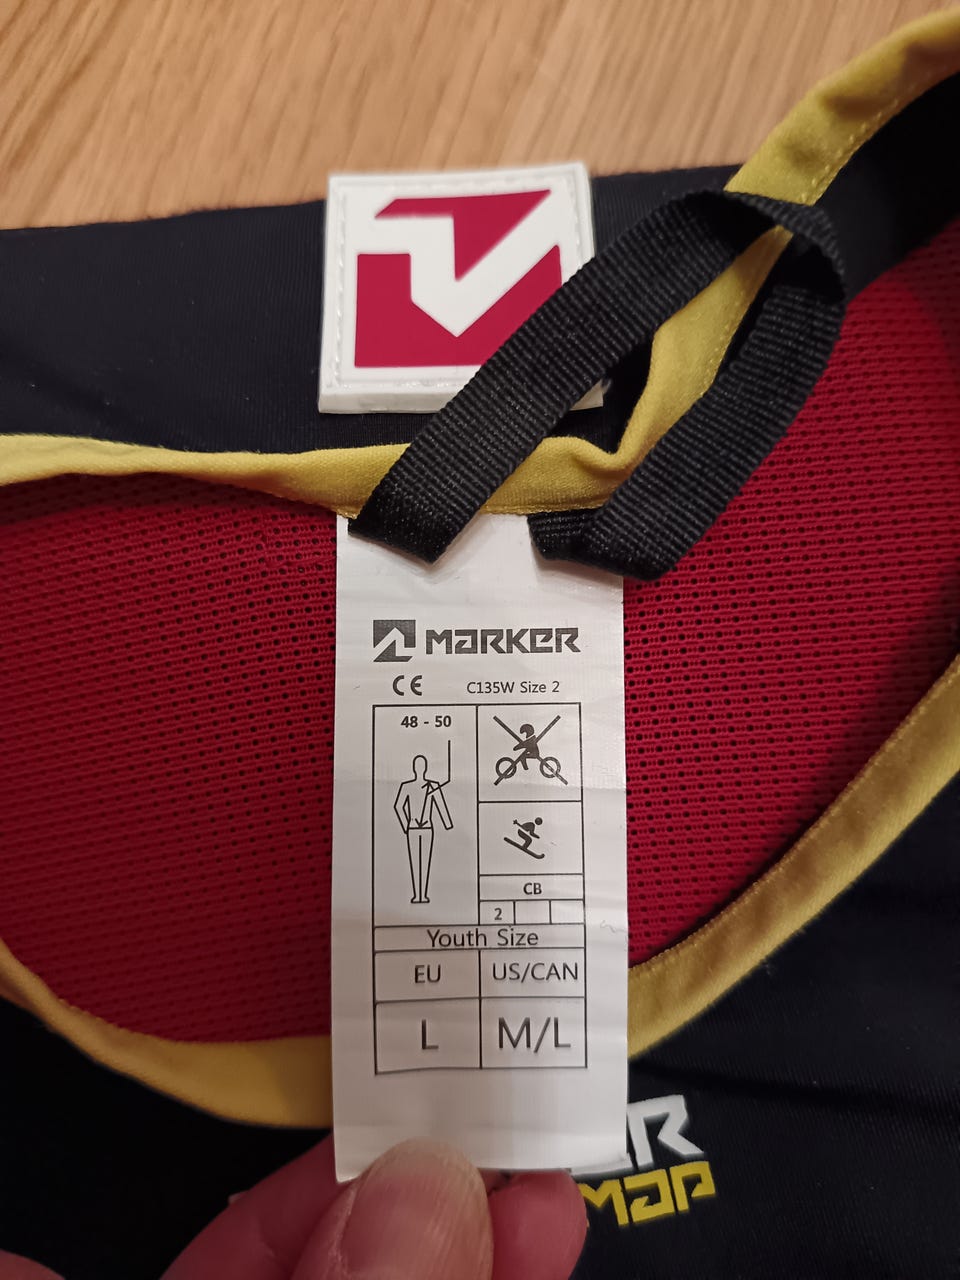 MARKER
CE C135W Size 2
48 - 50
CB
2
Youth Size
EU US/CAN
L M/L